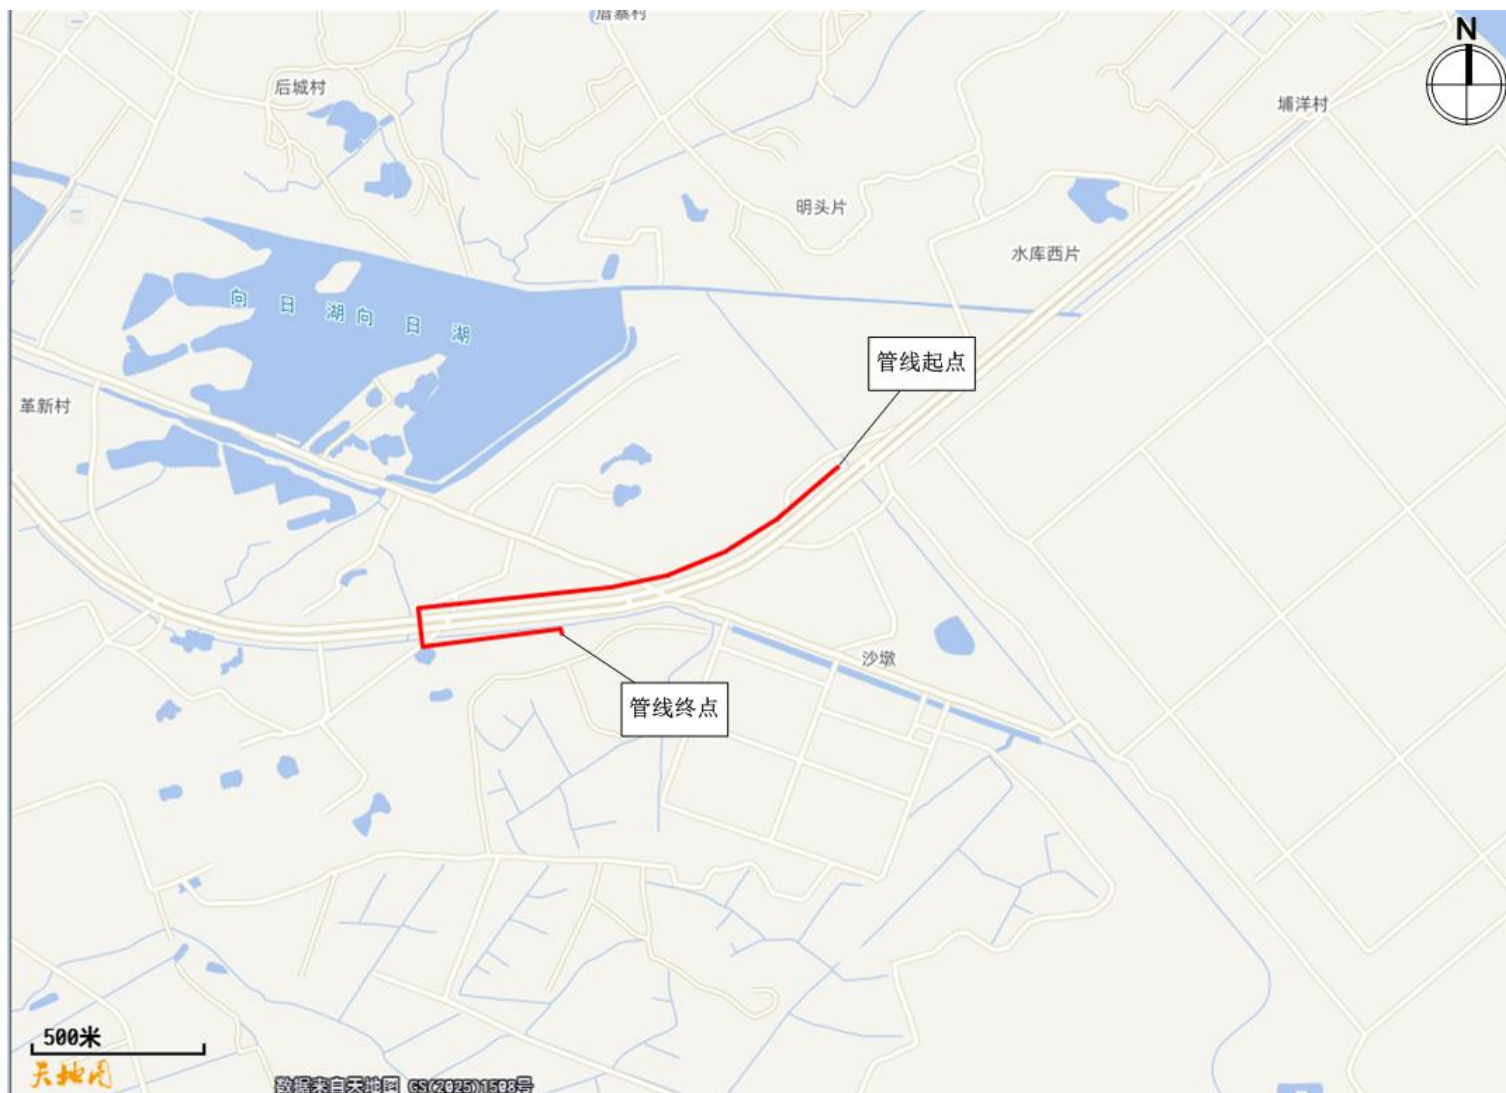 N
后城村
埔洋村
明头片
水库西片
向日湖向日湖
管线起点
革新村
沙墩
管线终点
500米
天地图
数据来自天地图 GS(2025)1508号